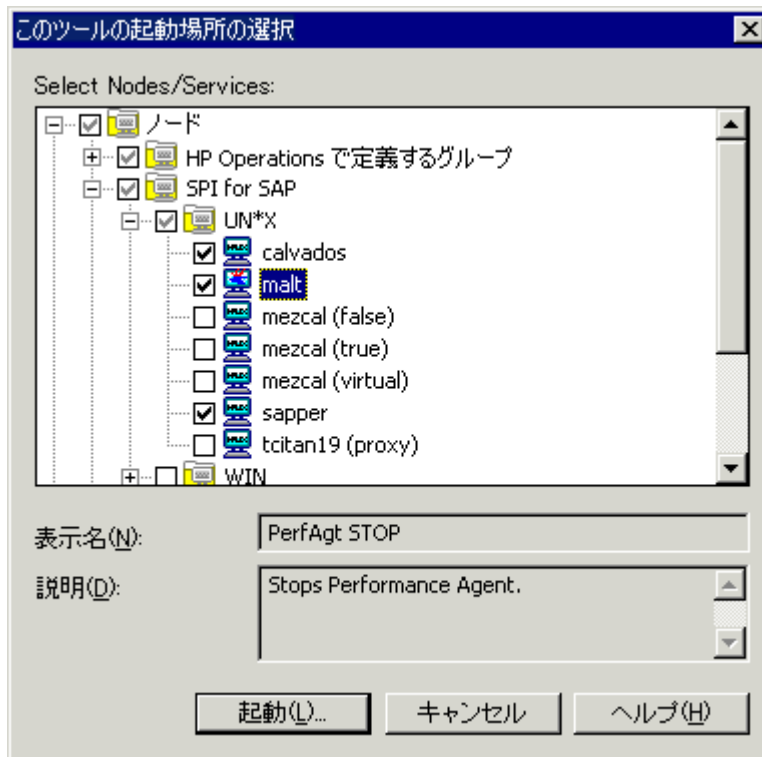 このツールの起動場所の選択
Select Nodes/Services:
ノード
HP Operations で定義するグループ
SPI for SAP
UN*X
calvados
malt
mezcal (false)
mezcal (true)
mezcal (virtual)
sapper
tcitan19 (proxy)
WIN
表示名(N):
PerfAgt STOP
説明(D):
Stops Performance Agent.
起動(L)...
キャンセル
ヘルプ(H)